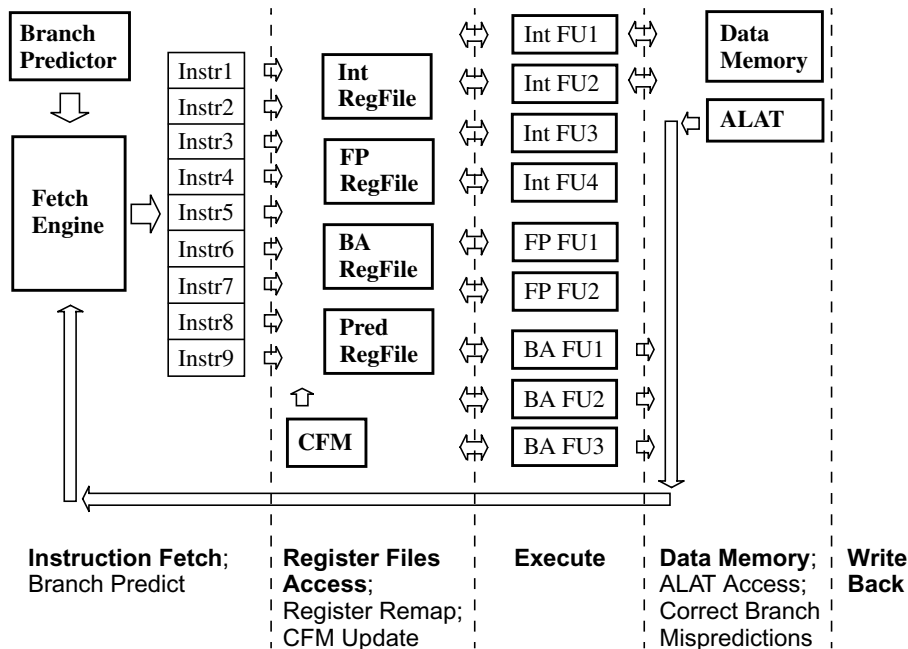 Branch
Predictor
Fetch
Engine
Instr1
Instr2
Instr3
Instr4
Instr5
Instr6
Instr7
Instr8
Instr9
Int
RegFile
FP
RegFile
BA
RegFile
Pred
RegFile
CFM
Int FU1
Int FU2
Int FU3
Int FU4
FP FU1
FP FU2
BA FU1
BA FU2
BA FU3
Data
Memory
ALAT
Instruction Fetch;
Branch Predict
Register Files
Access;
Register Remap;
CFM Update
Execute
Data Memory;
ALAT Access;
Correct Branch
Mispredictions
Write
Back